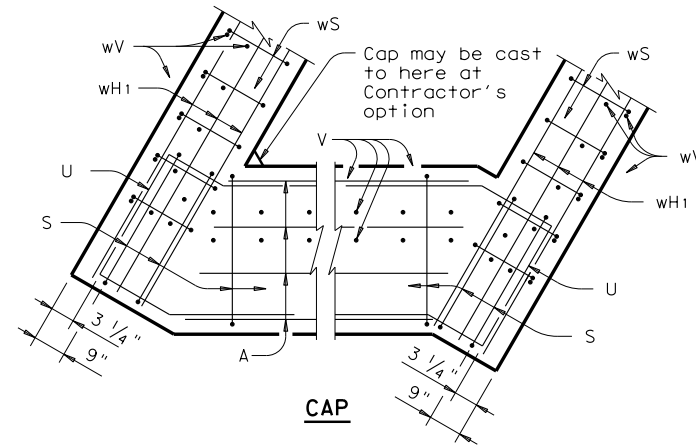 wS
wV
wH1
Cap may be cast
to here at
Contractor's
option
wS
V
wV
U
wH1
S
U
A
S
3 1/4"
9"
3 1/4"
9"
CAP